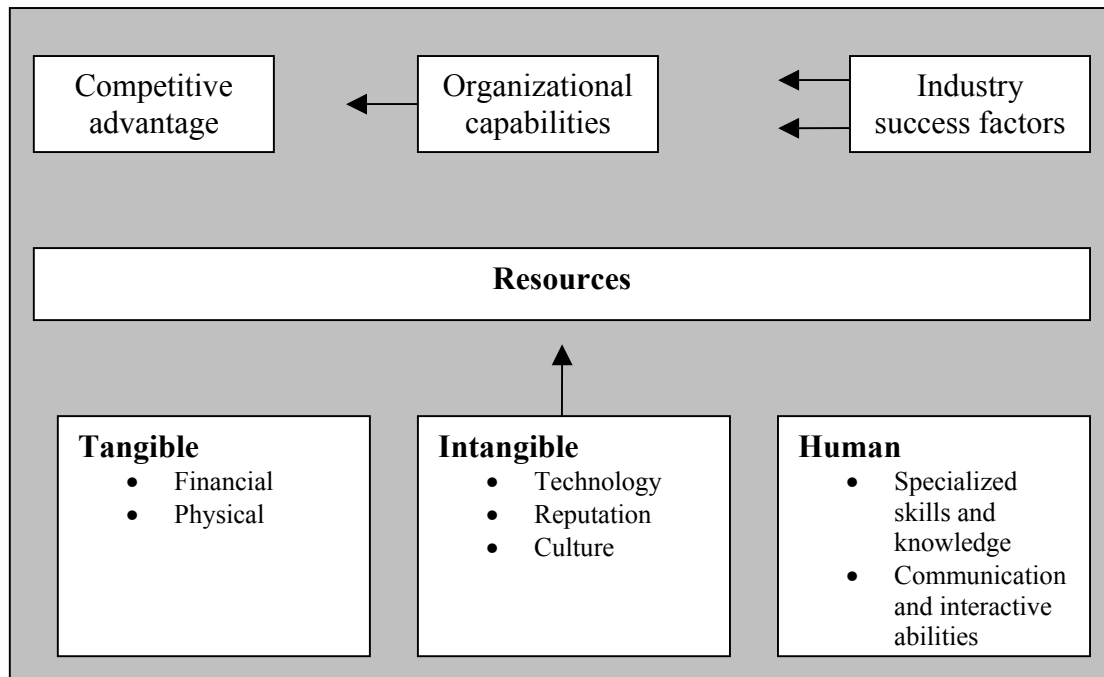 Competitive
advantage
Organizational
capabilities
Industry
success factors
Resources
Tangible
• Financial
• Physical
Intangible
• Technology
• Reputation
• Culture
Human
• Specialized
skills and
knowledge
• Communication
and interactive
abilities